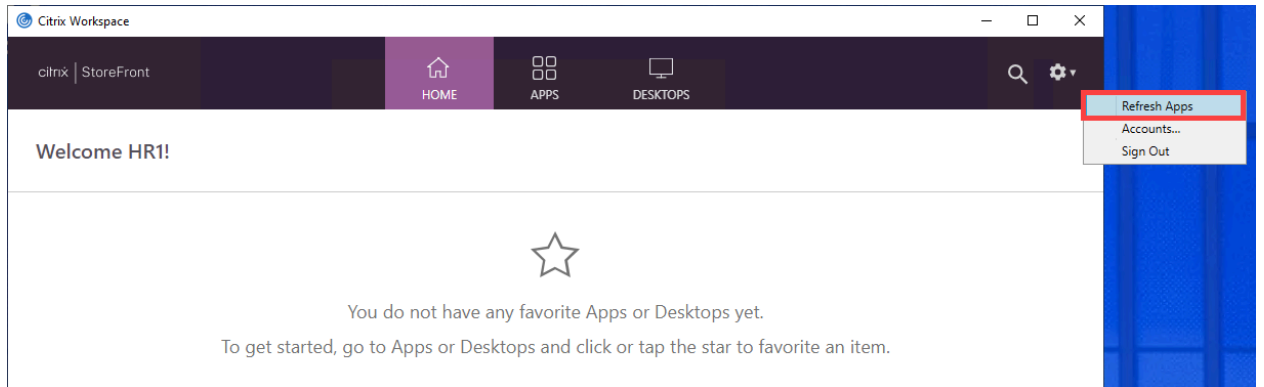 Citrix Workspace
citrix | StoreFront
HOME
APPS
DESKTOPS
Refresh Apps
Accounts...
Sign Out
Welcome HR1!
You do not have any favorite Apps or Desktops yet.
To get started, go to Apps or Desktops and click or tap the star to favorite an item.